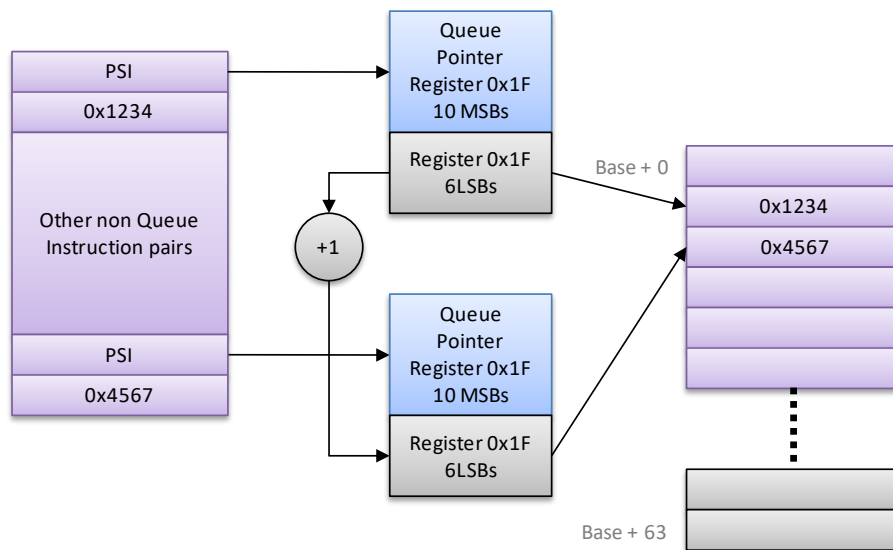 PSI
0x1234
Other non Queue
Instruction pairs
PSI
0x4567
Queue
Pointer
Register 0x1F
10 MSBs
Register 0x1F
6LSBs
+1
Queue
Pointer
Register 0x1F
10 MSBs
Register 0x1F
6LSBs
Base + 0
0x1234
0x4567
Base + 63